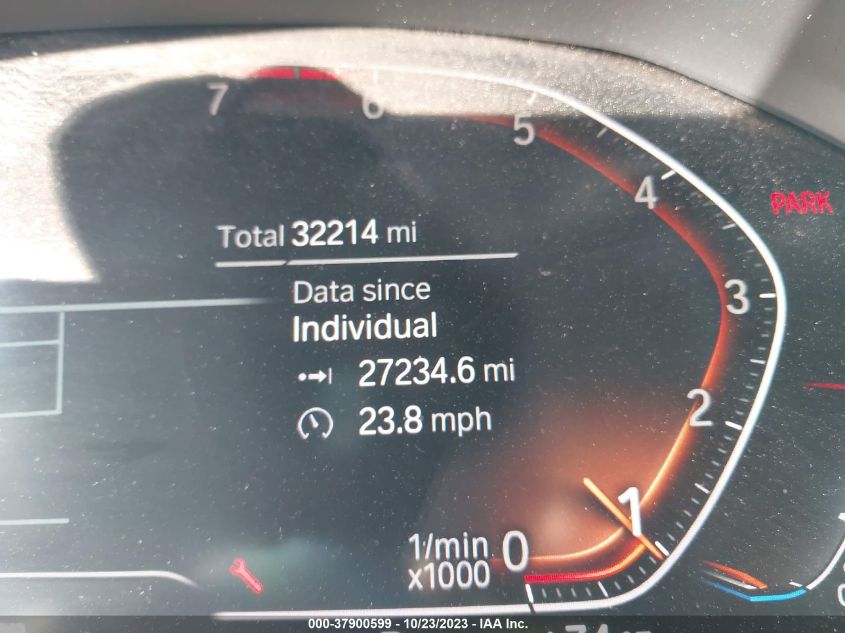 7 6 5
4
PARK
Total 32214 mi
Data since
3
Individual
27234.6 mi
2
23.8 mph
1
1/min 0
x1000
000-37900599 - 10/23/2023 - IAA Inc.